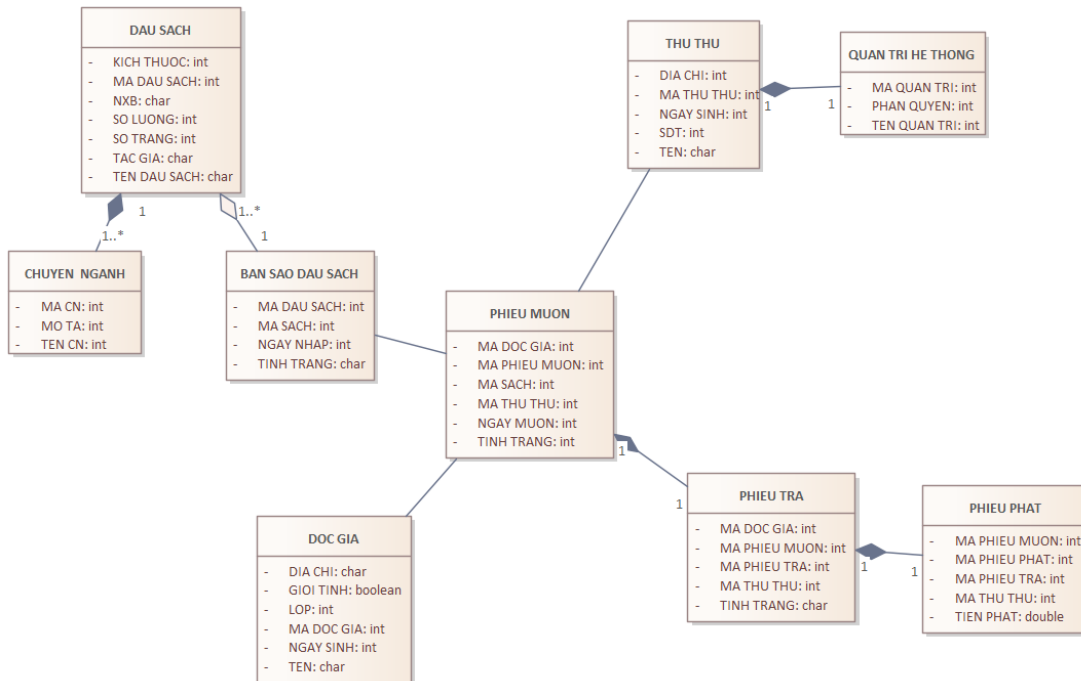 DAU SACH
- KICH THUOC: int
- MA DAU SACH: int
- NXB: char
- SO LUONG: int
- SO TRANG: int
- TAC GIA: char
- TEN DAU SACH: char
1
1..*
1..*
1
CHUYEN NGANH
- MA CN: int
- MO TA: int
- TEN CN: int
BAN SAO DAU SACH
- MA DAU SACH: int
- MA SACH: int
- NGAY NHAP: int
- TINH TRANG: char
THU THU
- DIA CHI: int
- MA THU THU: int
- NGAY SINH: int
- SDT: int
- TEN: char
1
1
QUAN TRI HE THONG
- MA QUAN TRI: int
- PHAN QUYEN: int
- TEN QUAN TRI: int
PHIEU MUON
- MA DOC GIA: int
- MA PHIEU MUON: int
- MA SACH: int
- MA THU THU: int
- NGAY MUON: int
- TINH TRANG: int
1
1
DOC GIA
- DIA CHI: char
- GIOI TINH: boolean
- LOP: int
- MA DOC GIA: int
- NGAY SINH: int
- TEN: char
PHIEU TRA
- MA DOC GIA: int
- MA PHIEU MUON: int
- MA PHIEU TRA: int
- MA THU THU: int
- TINH TRANG: char
1
1
PHIEU PHAT
- MA PHIEU MUON: int
- MA PHIEU PHAT: int
- MA PHIEU TRA: int
- MA THU THU: int
- TIEN PHAT: double